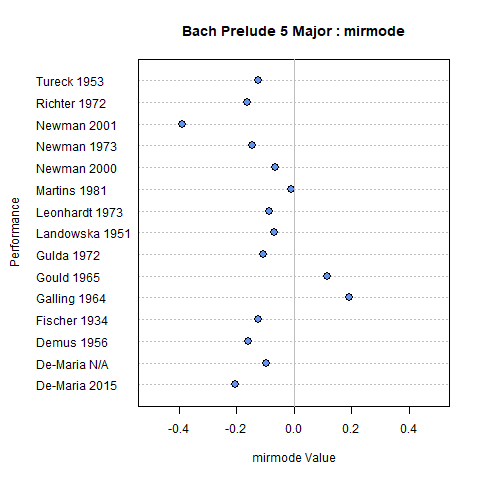 Bach Prelude 5 Major : mirmode
Performance
Tureck 1953
Richter 1972
Newman 2001
Newman 1973
Newman 2000
Martins 1981
Leonhardt 1973
Landowska 1951
Gulda 1972
Gould 1965
Galling 1964
Fischer 1934
Demus 1956
De-Maria N/A
De-Maria 2015
-0.4 -0.2 0.0 0.2 0.4
mirmode Value